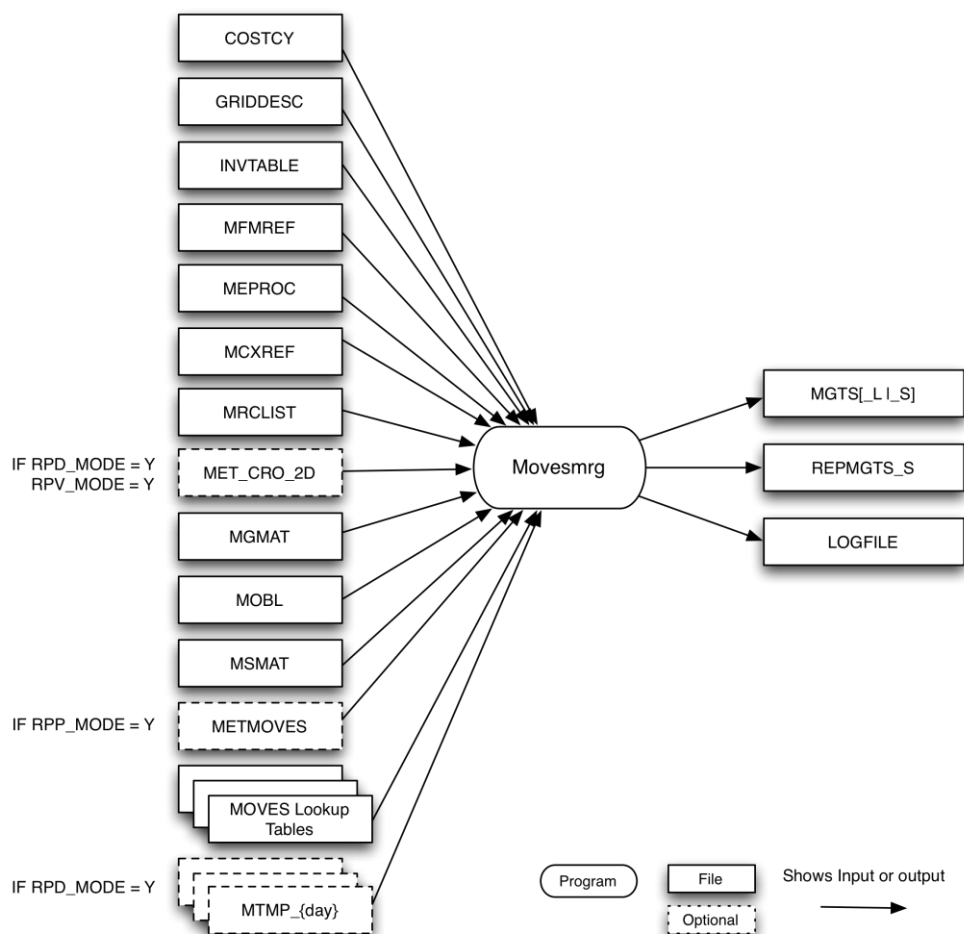 COSTCY
GRIDDESC
INVTABLE
MFMREF
MEPROC
MCXREF
MRCLIST
IF RPD_MODE = Y
RPV_MODE = Y
MET_CRO_2D
MGMAT
MOBL
MSMAT
IF RPP_MODE = Y
METMOVES
MOVES Lookup
Tables
IF RPD_MODE = Y
MTMP_{day}
Movesmrg
MGTS[_L |_S]
REPMGTS_S
LOGFILE
Program
File
Optional
Shows Input or output